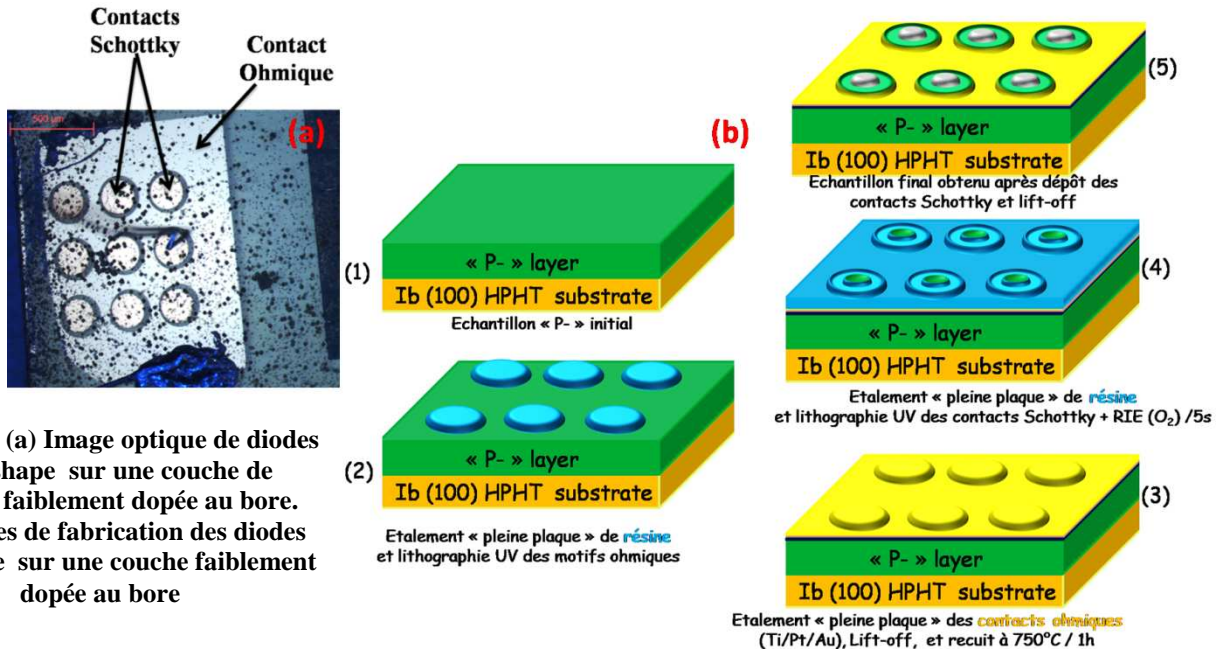 Contacts
Schottky
Contact
Ohmique
500 µm
(a)
(a) Image optique de diodes
shape sur une couche de
faiblement dopée au bore.
es de fabrication des diodes
e sur une couche faiblement
dopée au bore
(b)
(1)
« P- » layer
Ib (100) HPHT substrate
Echantillon « P- » initial
(2)
« P- » layer
Ib (100) HPHT substrate
Etalement « pleine plaque » de résine
et lithographie UV des motifs ohmiques
(5)
« P- » layer
Ib (100) HPHT substrate
Echantillon final obtenu après dépôt des
contacts Schottky et lift-off
(4)
« P- » layer
Ib (100) HPHT substrate
Etalement « pleine plaque » de résine
et lithographie UV des contacts Schottky + RIE (O₂) /5s
(3)
« P- » layer
Ib (100) HPHT substrate
Etalement « pleine plaque » des contacts ohmiques
(Ti/Pt/Au), Lift-off, et recuit à 750°C / 1h